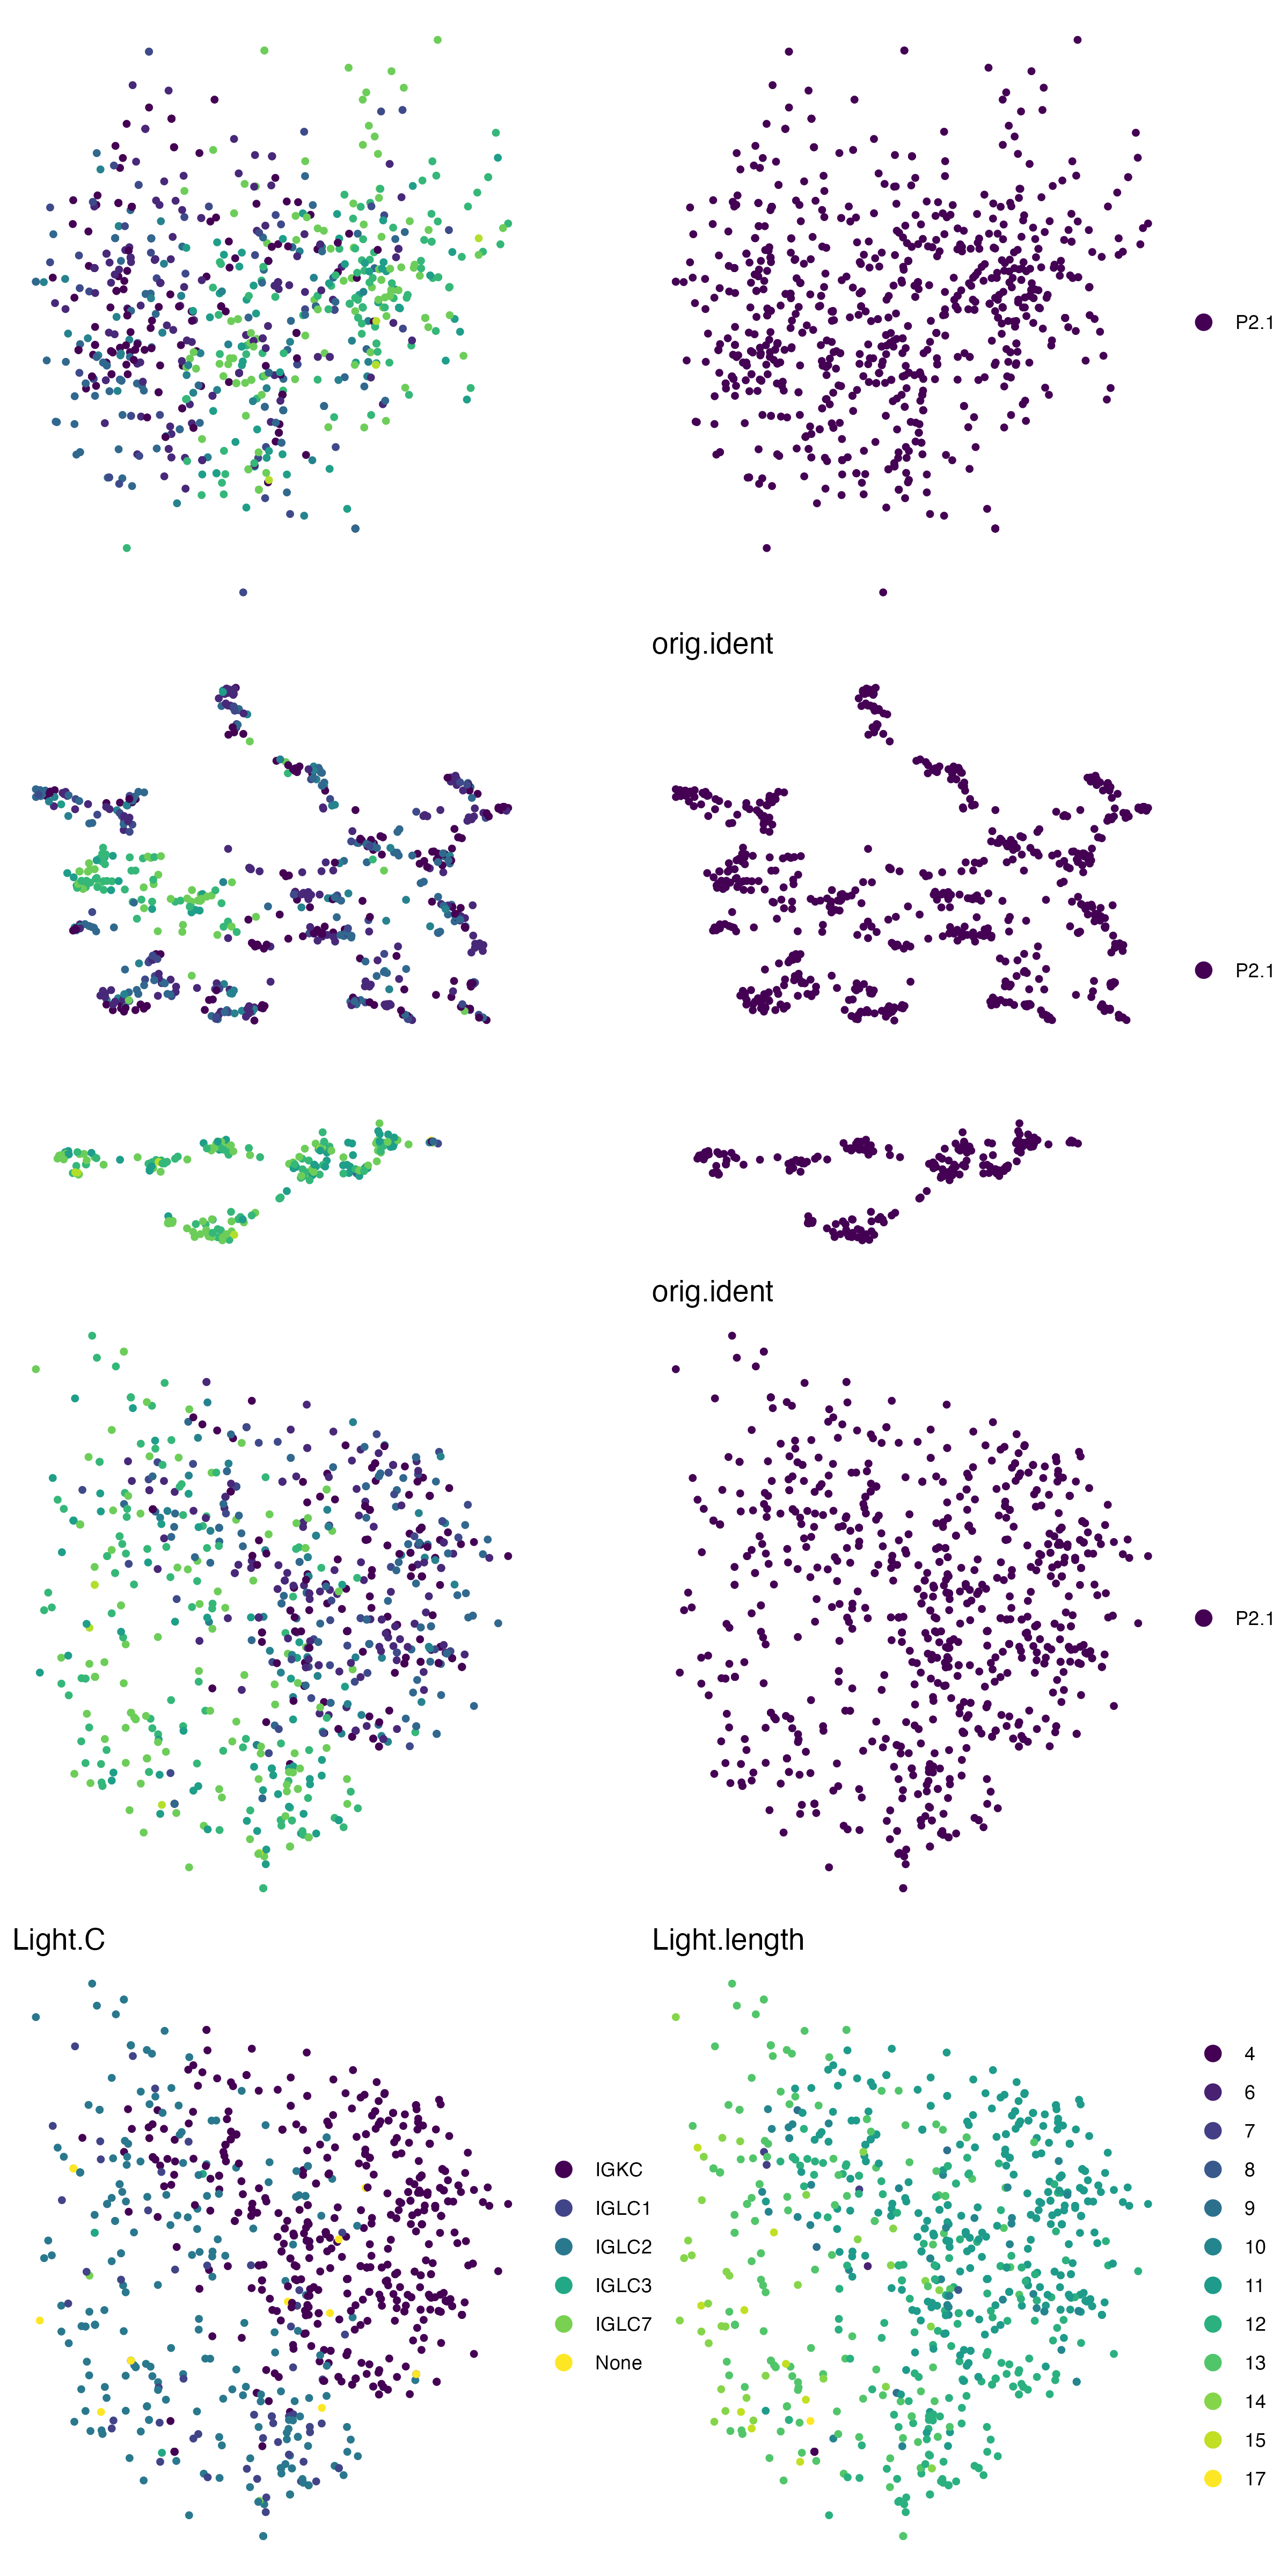 P2.1
orig.ident
P2.1
orig.ident
P2.1
Light.C
Light.length
IGKC
IGLC1
IGLC2
IGLC3
IGLC7
None
4
6
7
8
9
10
11
12
13
14
15
17